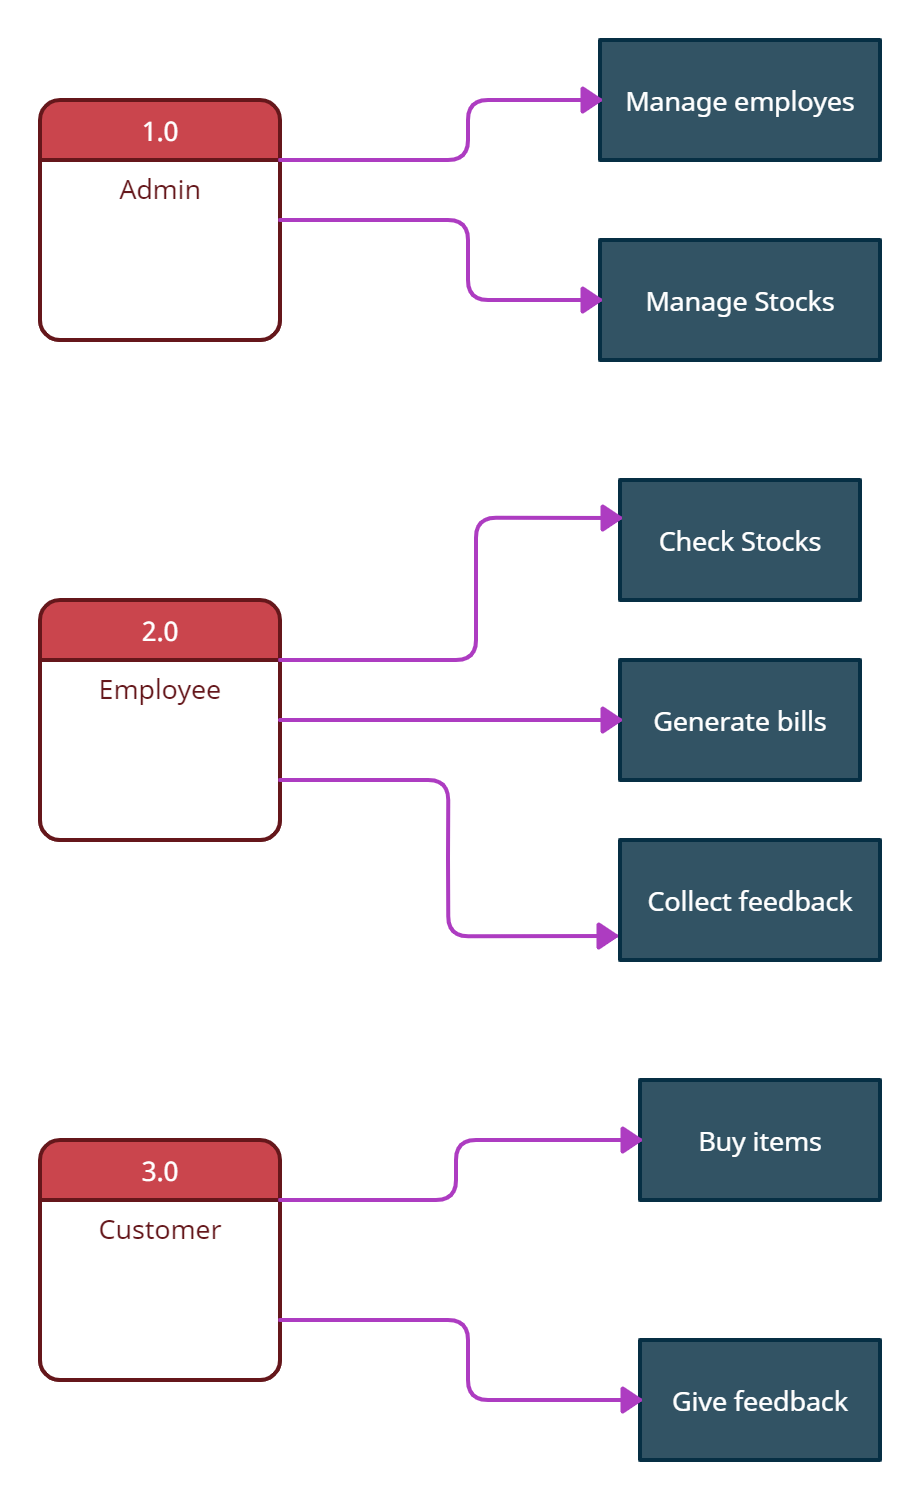 1.0
Admin
Manage employes
Manage Stocks
2.0
Employee
Check Stocks
Generate bills
Collect feedback
3.0
Customer
Buy items
Give feedback